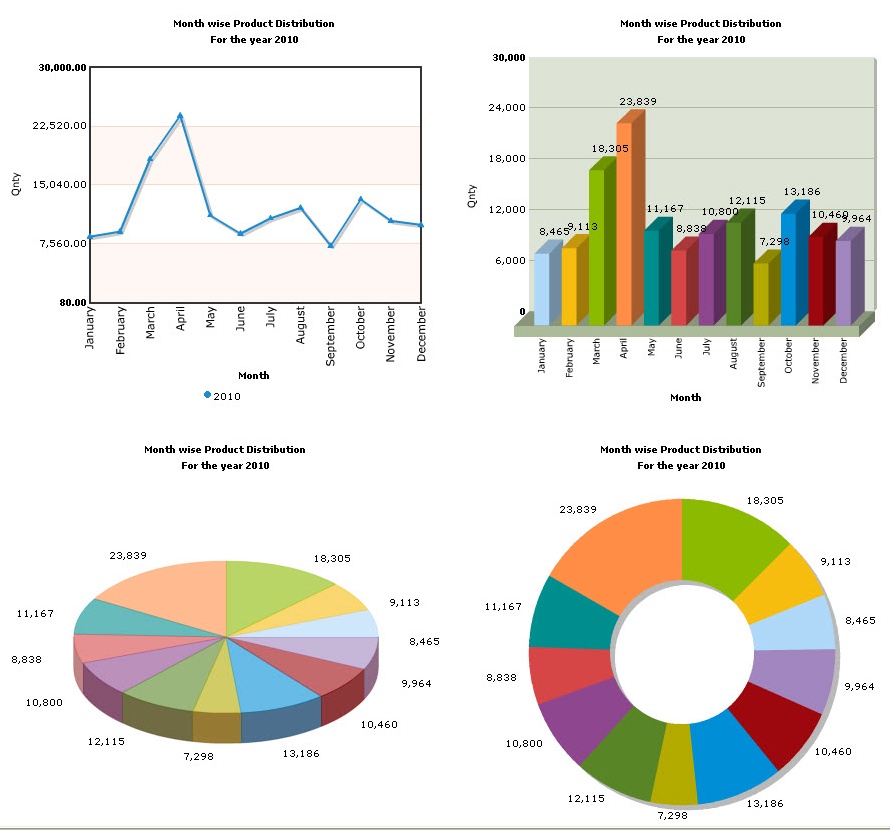 Month wise Product Distribution
For the year 2010
30,000.00
22,520.00
15,040.00
7,560.00
80.00
Qnty
January
February
March
April
May
June
July
August
September
October
November
December
Month
2010
Month wise Product Distribution
For the year 2010
30,000
24,000
18,000
12,000
6,000
0
Qnty
8,465
9,113
18,305
23,839
11,167
8,838
10,800
12,115
7,298
13,186
10,460
9,964
January
February
March
April
May
June
July
August
September
October
November
December
Month
Month wise Product Distribution
For the year 2010
23,839
18,305
9,113
8,465
9,964
10,460
13,186
7,298
12,115
10,800
8,838
11,167
Month wise Product Distribution
For the year 2010
23,839
18,305
9,113
8,465
9,964
10,460
13,186
7,298
12,115
10,800
8,838
11,167